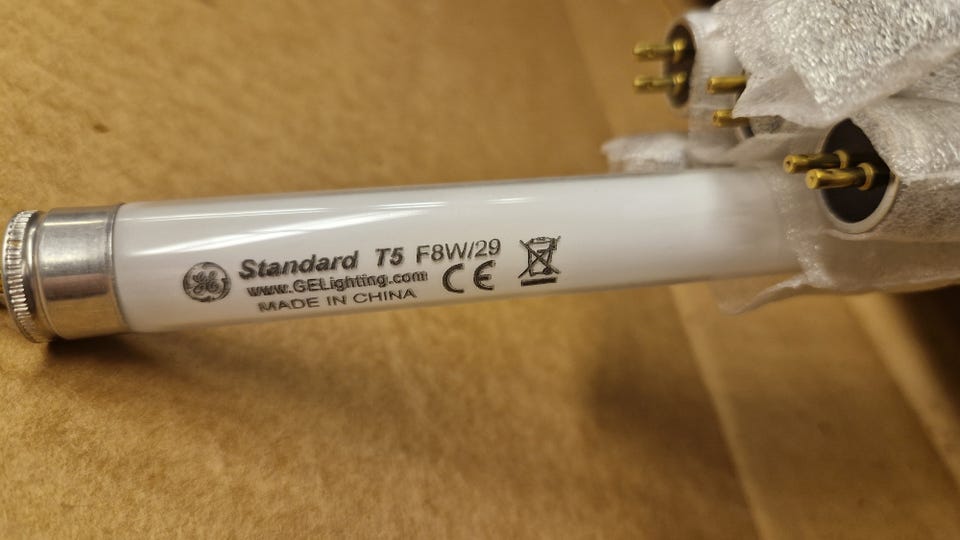 Standard T5 F8W/29
www.GELighting.com
MADE IN CHINA
CE